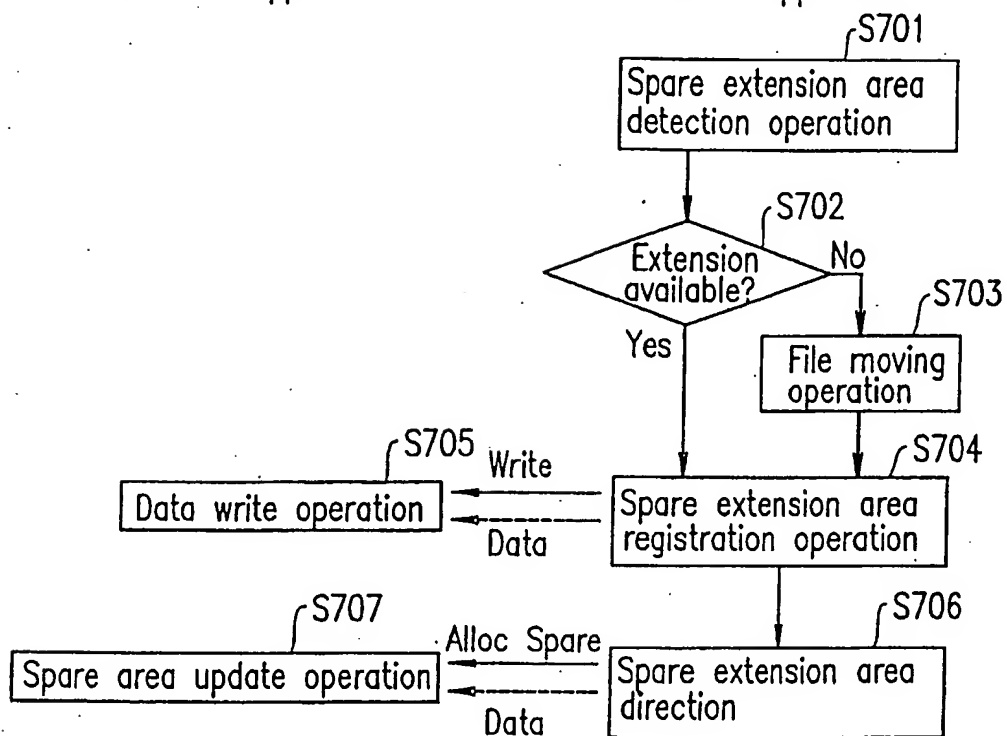 S701
Spare extension area
detection operation
S702
Extension
available?
No
Yes
S703
File moving
operation
S705
Write
S704
Data write operation
Spare extension area
registration operation
Data
S707
S706
Alloc Spare
Spare area update operation
Spare extension area
direction
Data